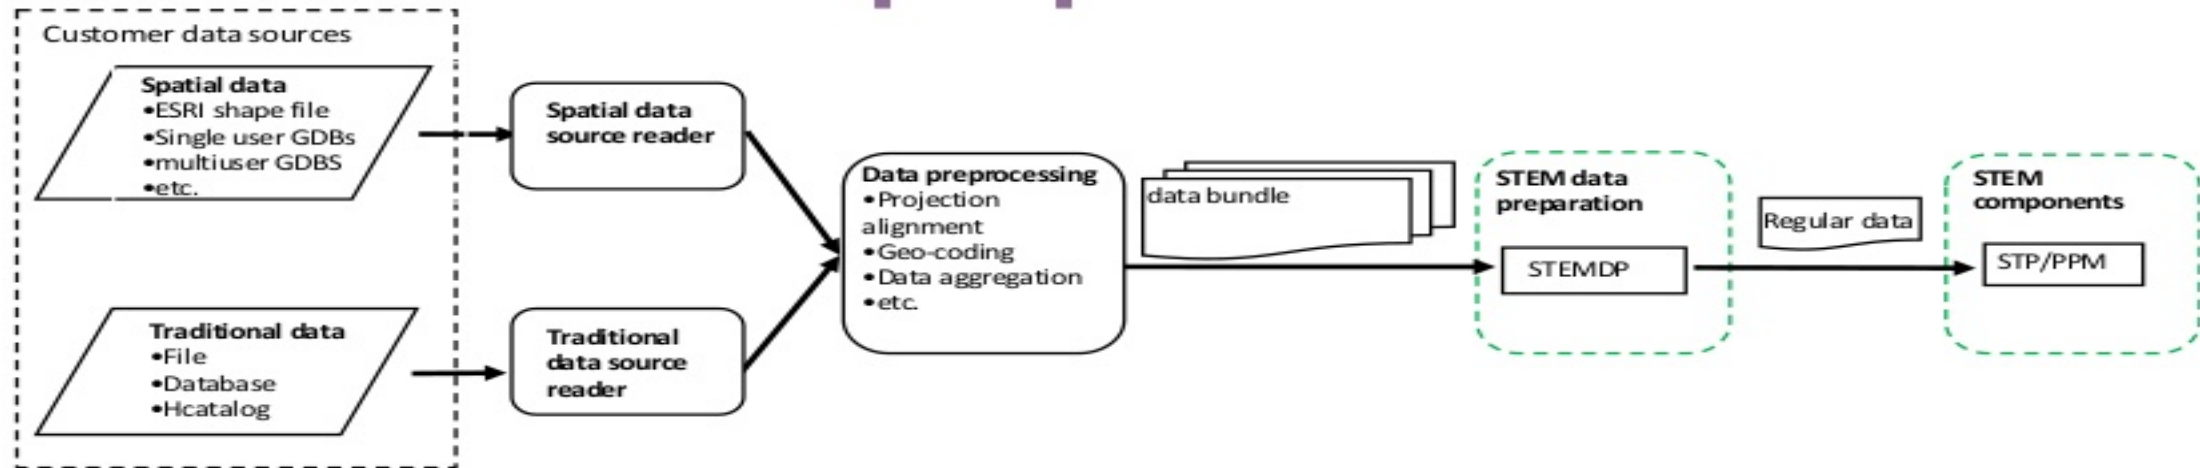 Customer data sources
Spatial data
•ESRI shape file
•Single user GDBs
•multiuser GDBS
•etc.
Traditional data
•File
•Database
•Hcatalog
Spatial data
source reader
Traditional
data source
reader
Data preprocessing
•Projection
alignment
•Geo-coding
•Data aggregation
•etc.
data bundle
STEM data
preparation
STEMDP
Regular data
STEM
components
STP/PPM